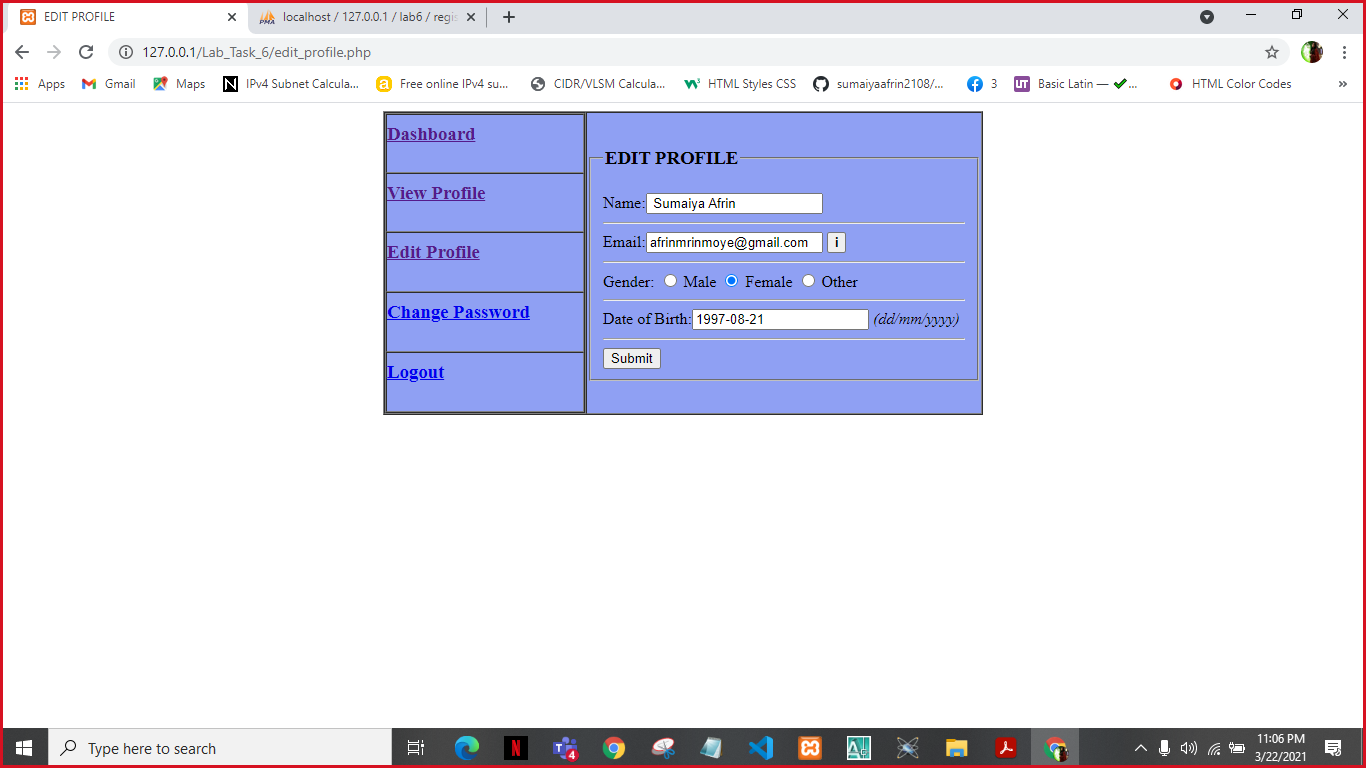 EDIT PROFILE
localhost / 127.0.0.1 / lab6 / regis
127.0.0.1/Lab_Task_6/edit_profile.php
Apps Gmail Maps IPv4 Subnet Calcula... Free online IPv4 su... CIDR/VLSM Calcula... HTML Styles CSS sumaiyaafrin2108/... 3 Basic Latin — ✔... HTML Color Codes »
Dashboard
View Profile
Edit Profile
Change Password
Logout
EDIT PROFILE
Name: Sumaiya Afrin
Email: afrinmrinmoye@gmail.com i
Gender: Male Female Other
Date of Birth: 1997-08-21 (dd/mm/yyyy)
Submit
Type here to search
4
11:06 PM
3/22/2021